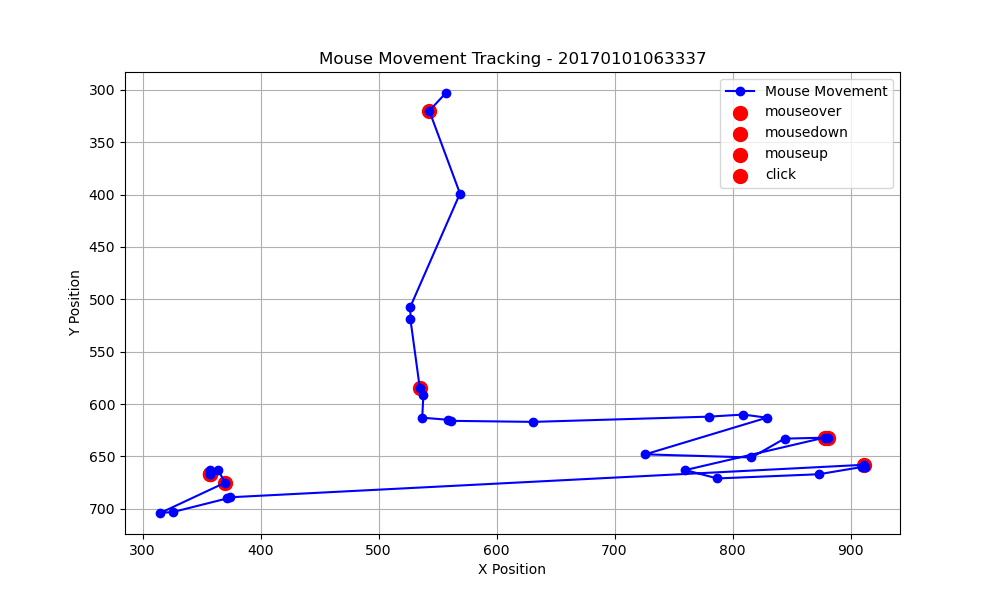 Mouse Movement Tracking - 20170101063337
Mouse Movement
mouseover
mousedown
mouseup
click
300
350
400
450
500
550
600
650
700
Y Position
300 400 500 600 700 800 900
X Position